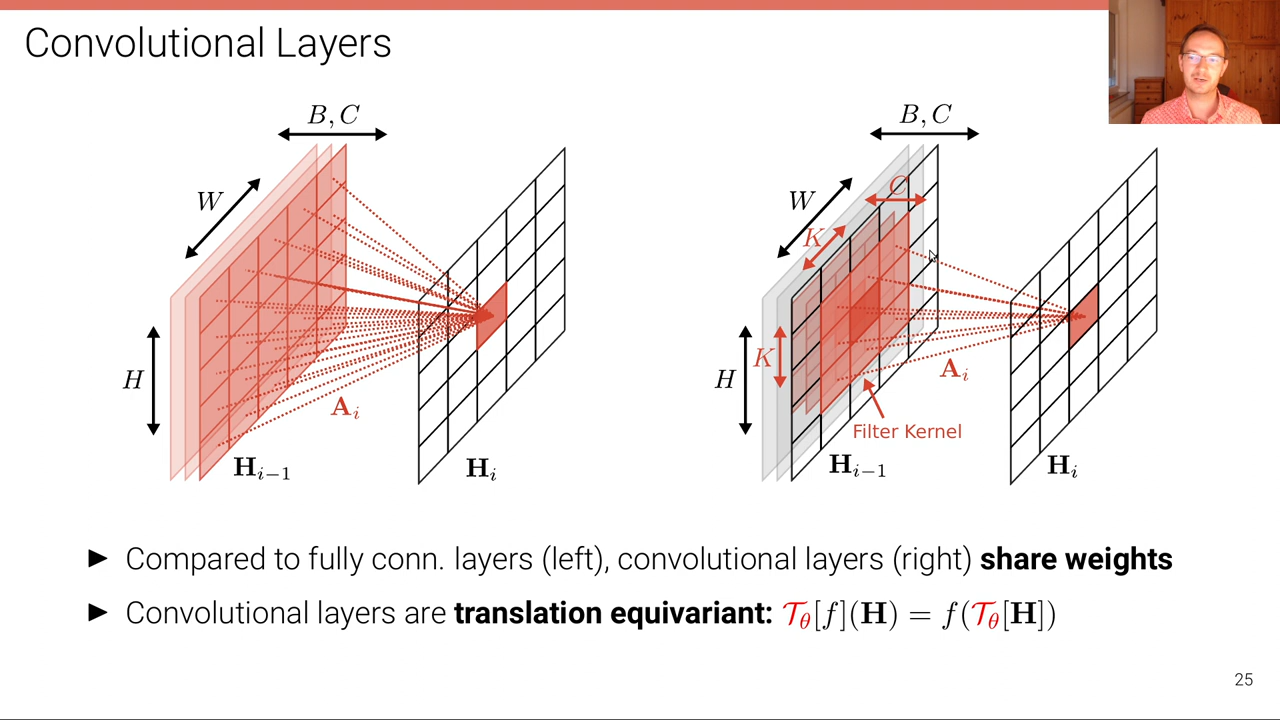 Convolutional Layers
B, C
W
H
A_i
H_{i−1}
H_i
B, C
W
C
K
K
H
A_i
Filter Kernel
H_{i−1}
H_i
► Compared to fully conn. layers (left), convolutional layers (right) share weights
► Convolutional layers are translation equivariant: 𝒯_θ[f](H) = f(𝒯_θ[H])
25